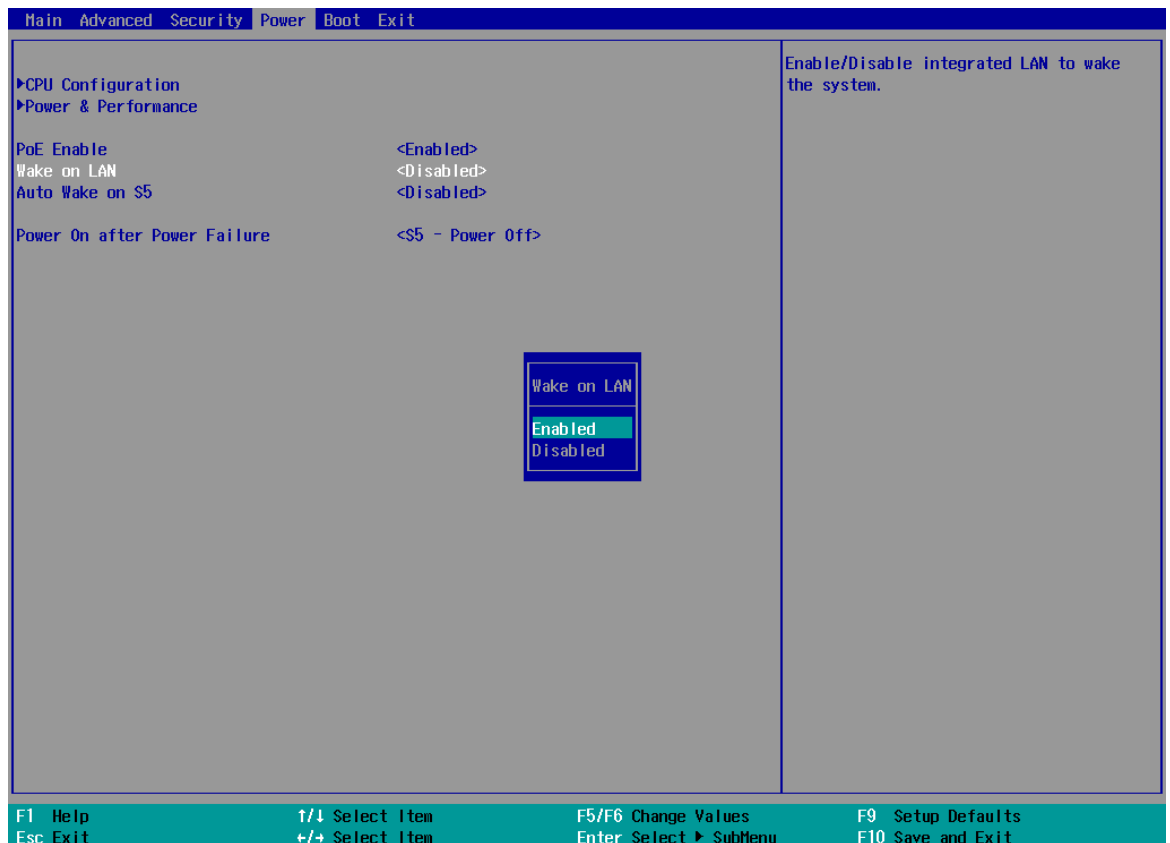 Main Advanced Security Power Boot Exit
Enable/Disable integrated LAN to wake
the system.
▶CPU Configuration
▶Power & Performance
PoE Enable <Enabled>
Wake on LAN <Disabled>
Auto Wake on S5 <Disabled>
Power On after Power Failure <S5 - Power Off>
Wake on LAN
Enabled
Disabled
F1 Help ↑/↓ Select Item F5/F6 Change Values F9 Setup Defaults
Esc Exit ←/→ Select Item Enter Select ▶ SubMenu F10 Save and Exit